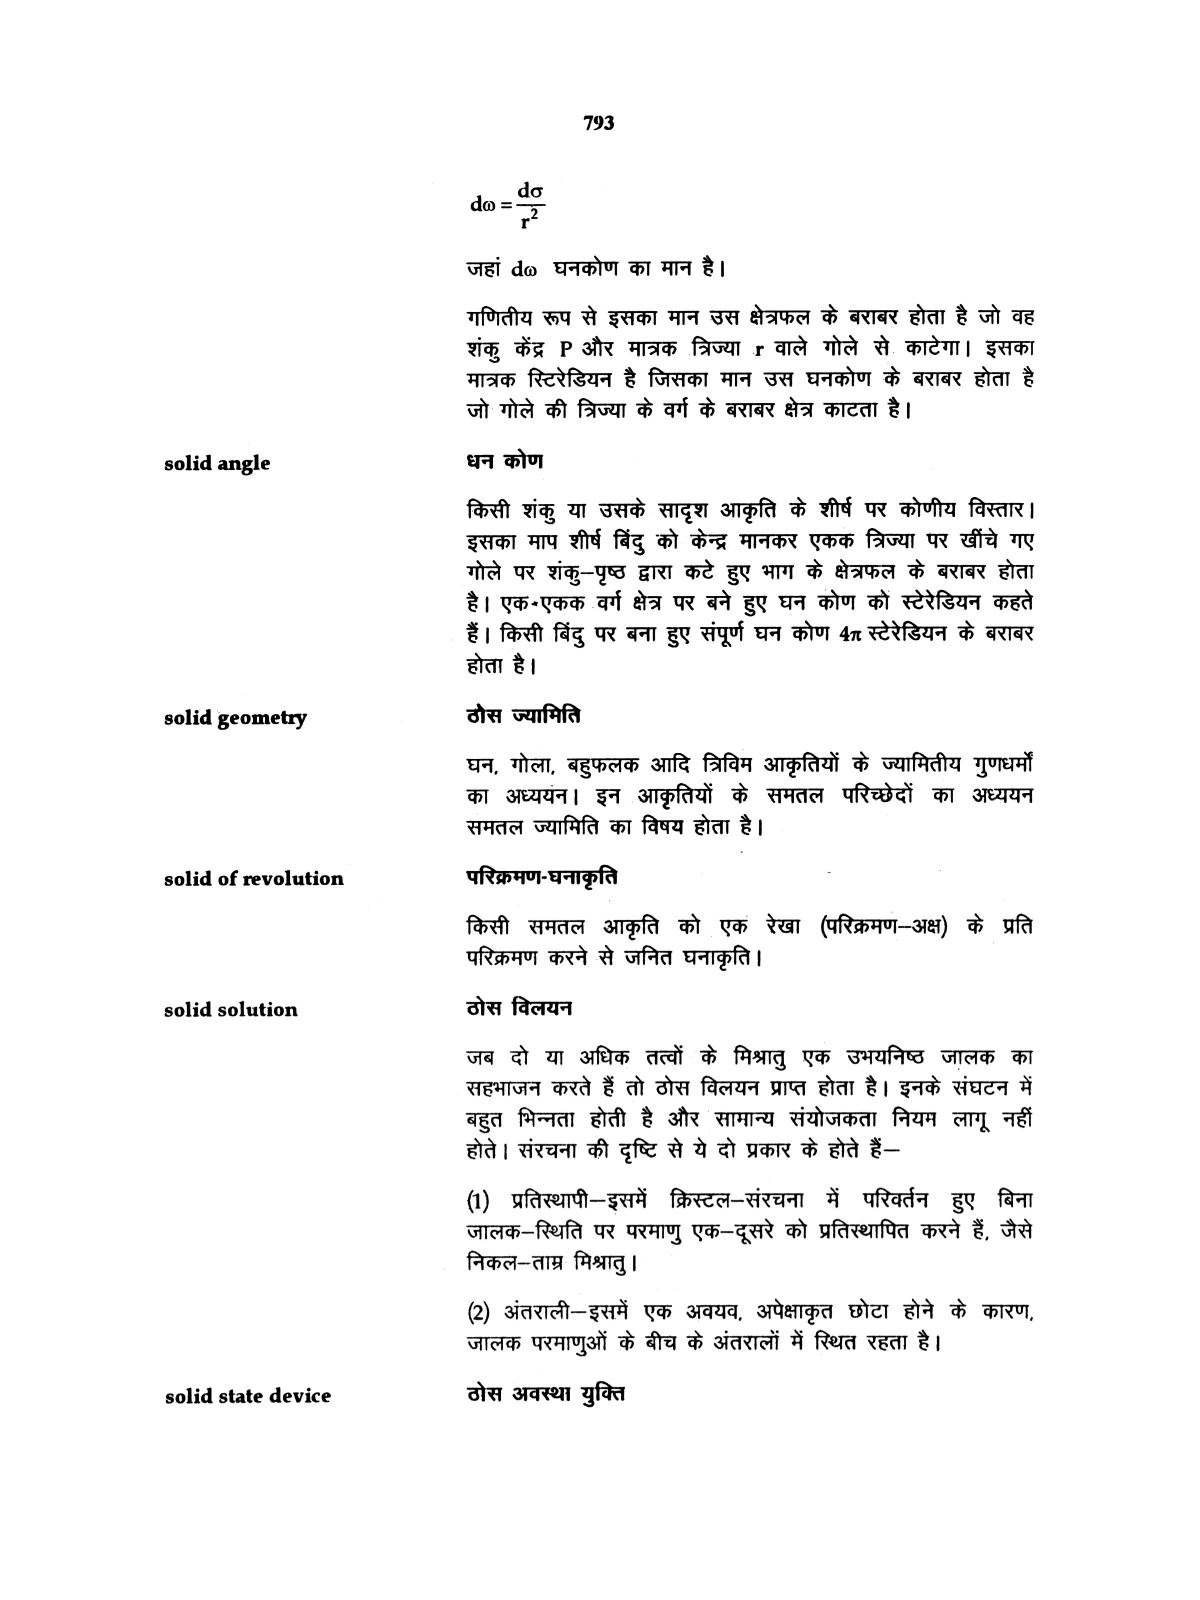 793
dω = dσ / r²
जहां dω घनकोण का मान है।
गणितीय रूप से इसका मान उस क्षेत्रफल के बराबर होता है जो वह
शंकु केंद्र P और मात्रक त्रिज्या r वाले गोले से काटेगा। इसका
मात्रक स्टिरेडियन है जिसका मान उस घनकोण के बराबर होता है
जो गोले की त्रिज्या के वर्ग के बराबर क्षेत्र काटता है।
solid angle धन कोण
किसी शंकु या उसके सादृश आकृति के शीर्ष पर कोणीय विस्तार।
इसका माप शीर्ष बिंदु को केन्द्र मानकर एकक त्रिज्या पर खींचे गए
गोले पर शंकु–पृष्ठ द्वारा कटे हुए भाग के क्षेत्रफल के बराबर होता
है। एक-एकक वर्ग क्षेत्र पर बने हुए घन कोण को स्टेरेडियन कहते
हैं। किसी बिंदु पर बना हुए संपूर्ण घन कोण 4π स्टेरेडियन के बराबर
होता है।
solid geometry ठौस ज्यामिति
घन, गोला, बहुफलक आदि त्रिविम आकृतियों के ज्यामितीय गुणधर्मों
का अध्ययन। इन आकृतियों के समतल परिच्छेदों का अध्ययन
समतल ज्यामिति का विषय होता है।
solid of revolution परिक्रमण-घनाकृति
किसी समतल आकृति को एक रेखा (परिक्रमण–अक्ष) के प्रति
परिक्रमण करने से जनित घनाकृति।
solid solution ठोस विलयन
जब दो या अधिक तत्वों के मिश्रातु एक उभयनिष्ठ जालक का
सहभाजन करते हैं तो ठोस विलयन प्राप्त होता है। इनके संघटन में
बहुत भिन्नता होती है और सामान्य संयोजकता नियम लागू नहीं
होते। संरचना की दृष्टि से ये दो प्रकार के होते हैं–
(1) प्रतिस्थापी–इसमें क्रिस्टल–संरचना में परिवर्तन हुए बिना
जालक–स्थिति पर परमाणु एक–दूसरे को प्रतिस्थापित करने हैं, जैसे
निकल–ताम्र मिश्रातु।
(2) अंतराली–इसमें एक अवयव, अपेक्षाकृत छोटा होने के कारण,
जालक परमाणुओं के बीच के अंतरालों में स्थित रहता है।
solid state device ठोस अवस्था युक्ति